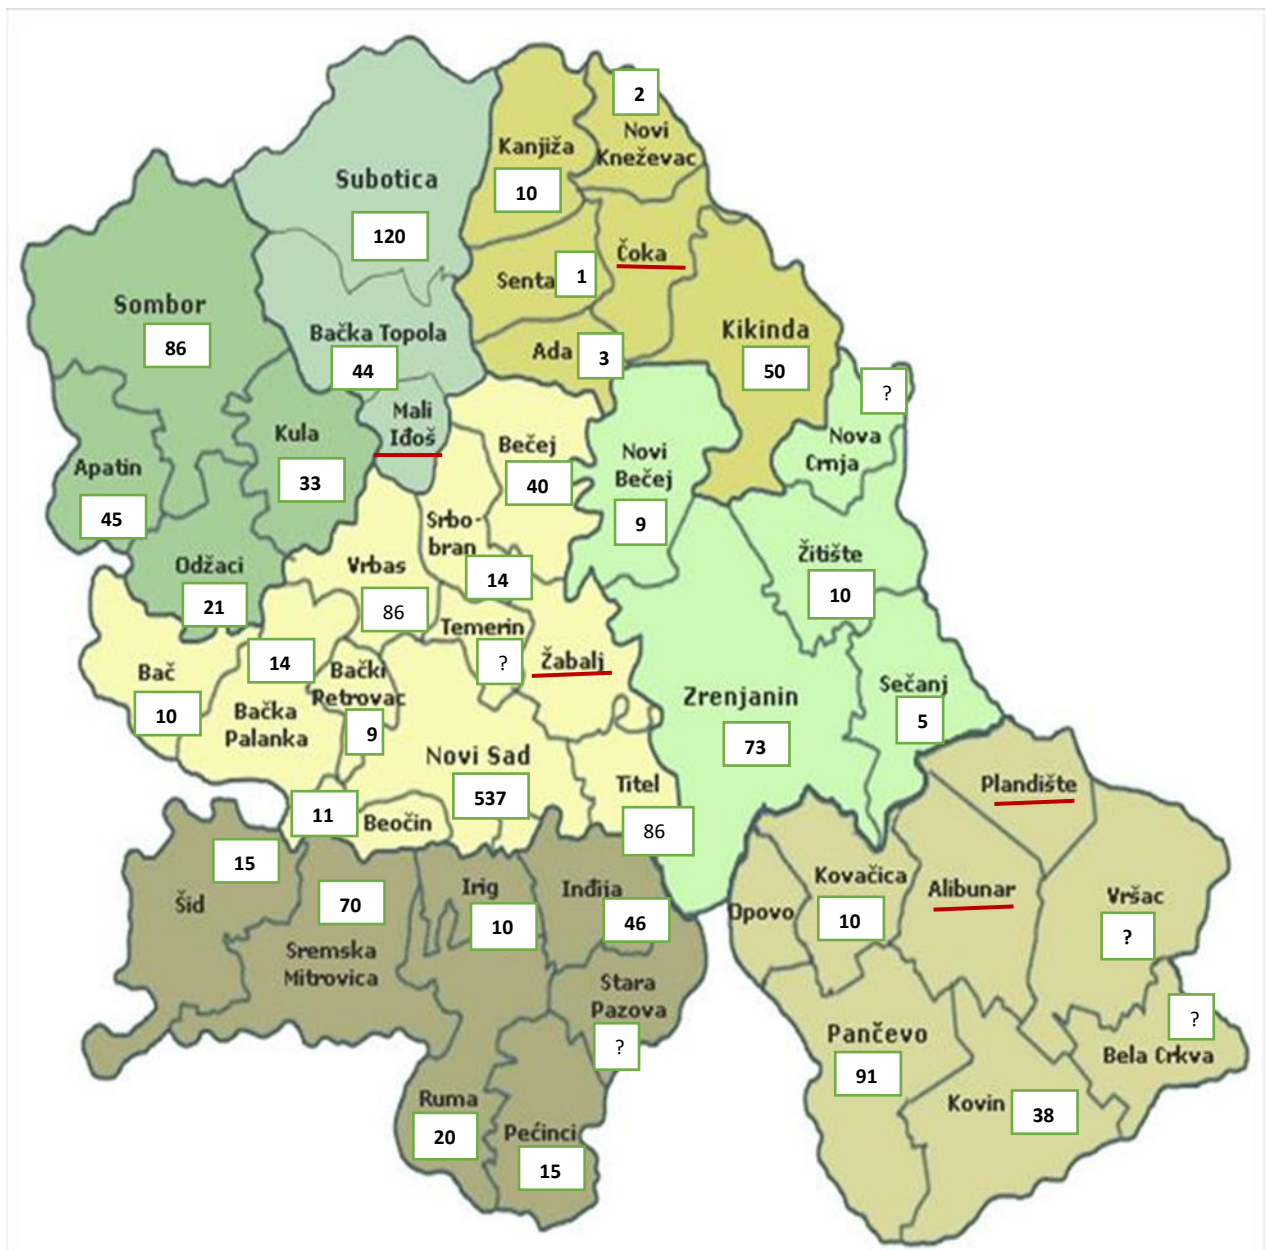 2
Novi
Kneževac
Kanjiža
10
Subotica
120
Čoka
Senta
1
Sombor
86
Bačka Topola
44
Ada
3
Kikinda
50
?
Nova
Crnja
Mali
Iđoš
Kula
33
Bečej
40
Novi
Bečej
9
Apatin
45
Srbo-
bran
14
Odžaci
21
Vrbas
86
Žitište
10
Temerin
?
Žabalj
14
Bač
10
Bački
Petrovac
9
Bačka
Palanka
Zrenjanin
73
Sečanj
5
Novi Sad
537
Titel
86
Plandište
11
Beočin
15
Šid
70
Sremska
Mitrovica
Irig
10
Inđija
46
Opovo
Kovačica
10
Alibunar
Vršac
?
Stara
Pazova
?
Pančevo
91
?
Bela Crkva
Kovin
38
Ruma
20
Pećinci
15